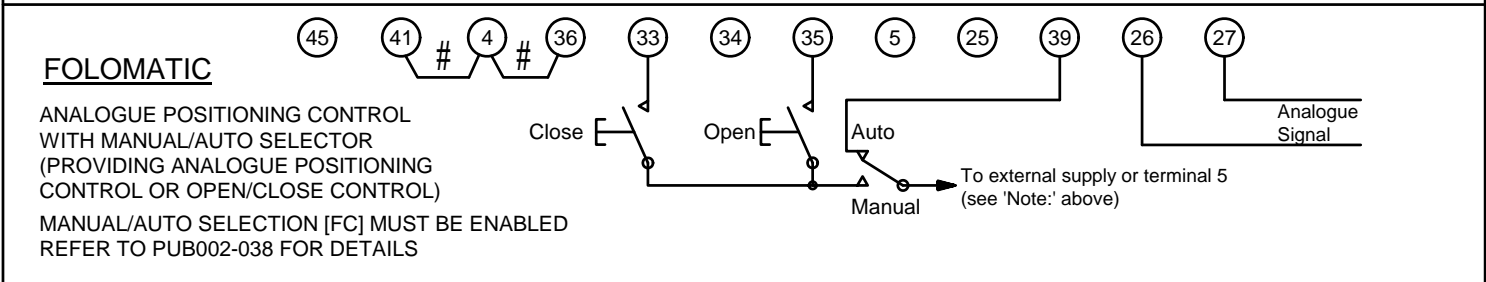 45 41 # 4 # 36 33 34 35 5 25 39 26 27
FOLOMATIC
ANALOGUE POSITIONING CONTROL
WITH MANUAL/AUTO SELECTOR
(PROVIDING ANALOGUE POSITIONING
CONTROL OR OPEN/CLOSE CONTROL)
MANUAL/AUTO SELECTION [FC] MUST BE ENABLED
REFER TO PUB002-038 FOR DETAILS
Close
Open
Auto
Manual
To external supply or terminal 5
(see 'Note:' above)
Analogue
Signal